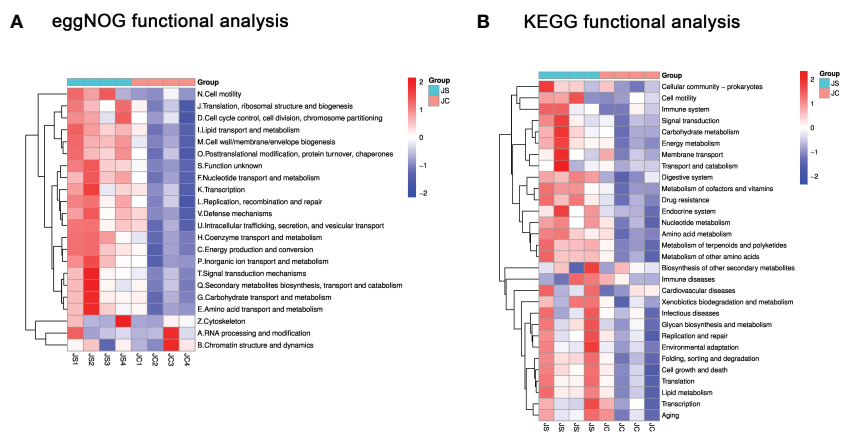 A
eggNOG functional analysis
Group
N.Cell motility
J.Translation, ribosomal structure and biogenesis
D.Cell cycle control, cell division, chromosome partitioning
I.Lipid transport and metabolism
M.Cell wall/membrane/envelope biogenesis
O.Posttranslational modification, protein turnover, chaperones
S.Function unknown
F.Nucleotide transport and metabolism
K.Transcription
L.Replication, recombination and repair
V.Defense mechanisms
U.Intracellular trafficking, secretion, and vesicular transport
H.Coenzyme transport and metabolism
C.Energy production and conversion
P.Inorganic ion transport and metabolism
T.Signal transduction mechanisms
Q.Secondary metabolites biosynthesis, transport and catabolism
G.Carbohydrate transport and metabolism
E.Amino acid transport and metabolism
Z.Cytoskeleton
A.RNA processing and modification
B.Chromatin structure and dynamics
JS1
JS2
JS3
JS4
JC1
JC2
JC3
JC4
2
1
0
−1
−2
Group
JS
JC
B
KEGG functional analysis
Group
Cellular community − prokaryotes
Cell motility
Immune system
Signal transduction
Carbohydrate metabolism
Energy metabolism
Membrane transport
Transport and catabolism
Digestive system
Metabolism of cofactors and vitamins
Drug resistance
Endocrine system
Nucleotide metabolism
Amino acid metabolism
Metabolism of terpenoids and polyketides
Metabolism of other amino acids
Biosynthesis of other secondary metabolites
Immune diseases
Cardiovascular diseases
Xenobiotics biodegradation and metabolism
Infectious diseases
Glycan biosynthesis and metabolism
Replication and repair
Environmental adaptation
Folding, sorting and degradation
Cell growth and death
Translation
Lipid metabolism
Transcription
Aging
JS
JS
JS
JS
JC
JC
JC
JC
2
1
0
−1
−2
Group
JS
JC